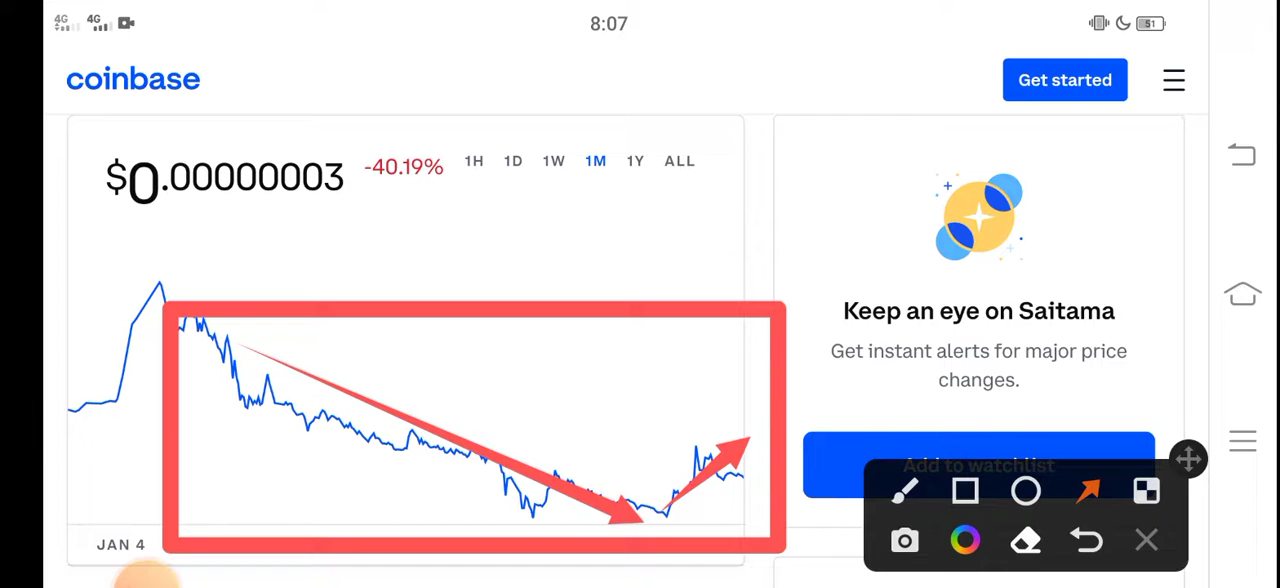 4G 4G 8:07 51
coinbase Get started
$0.00000003 -40.19% 1H 1D 1W 1M 1Y ALL
Keep an eye on Saitama
Get instant alerts for major price
changes.
Add to watchlist
JAN 4